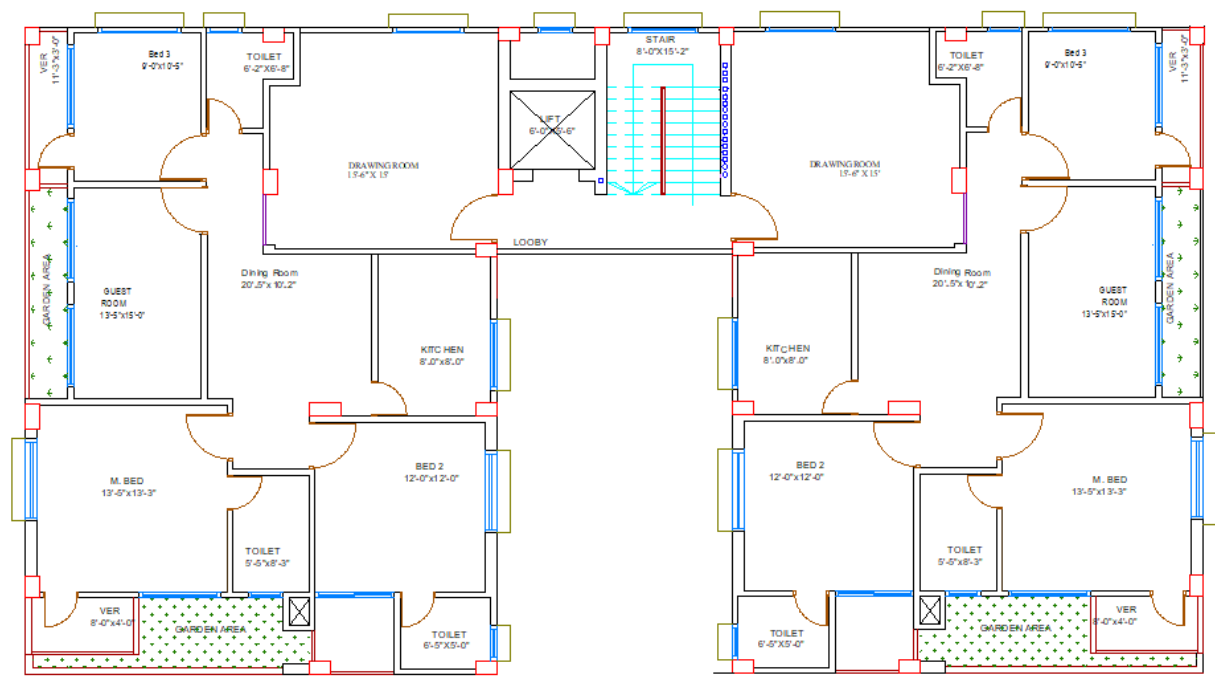 STAIR
8'-0"X15'-2"
Bed 3
9'-0"x10'-5"
TOILET
6'-2"X6'-8"
VER
11'-3"x3'-0"
LIFT
6'-0"X5'-6"
TOILET
6'-2"X6'-8"
Bed 3
9'-0"x10'-5"
VER
11'-3"x3'-0"
DRAWING ROOM
15'-6" X 15'
DRAWING ROOM
15'-6" X 15'
LOOBY
GARDEN AREA
GUEST
ROOM
13'-5"x15'-0"
Dining Room
20'.5"x 10'.2"
KITCHEN
8'.0"x8'.0"
KITCHEN
8'.0"x8'.0"
Dining Room
20'.5"x 10'.2"
GUEST
ROOM
13'-5"x15'-0"
GARDEN AREA
M. BED
13'-5"x13'-3"
BED 2
12'-0"x12'-0"
BED 2
12'-0"x12'-0"
M. BED
13'-5"x13'-3"
TOILET
5'-5"x8'-3"
TOILET
5'-5"x8'-3"
VER
8'-0"x4'-0"
GARDEN AREA
TOILET
6'-5"X5'-0"
TOILET
6'-5"X5'-0"
GARDEN AREA
VER
8'-0"x4'-0"